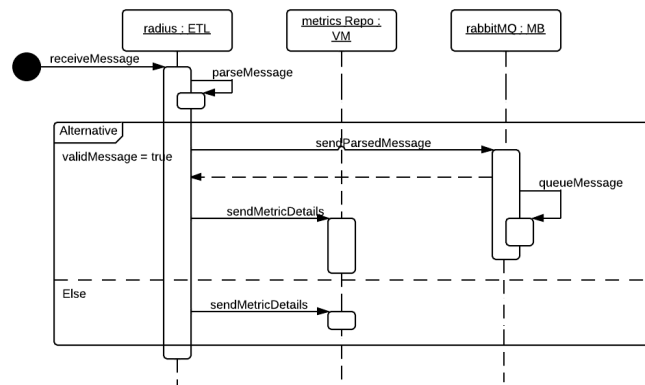 radius : ETL
metrics Repo :
VM
rabbitMQ : MB
receiveMessage
parseMessage
Alternative
validMessage = true
sendParsedMessage
queueMessage
sendMetricDetails
Else
sendMetricDetails